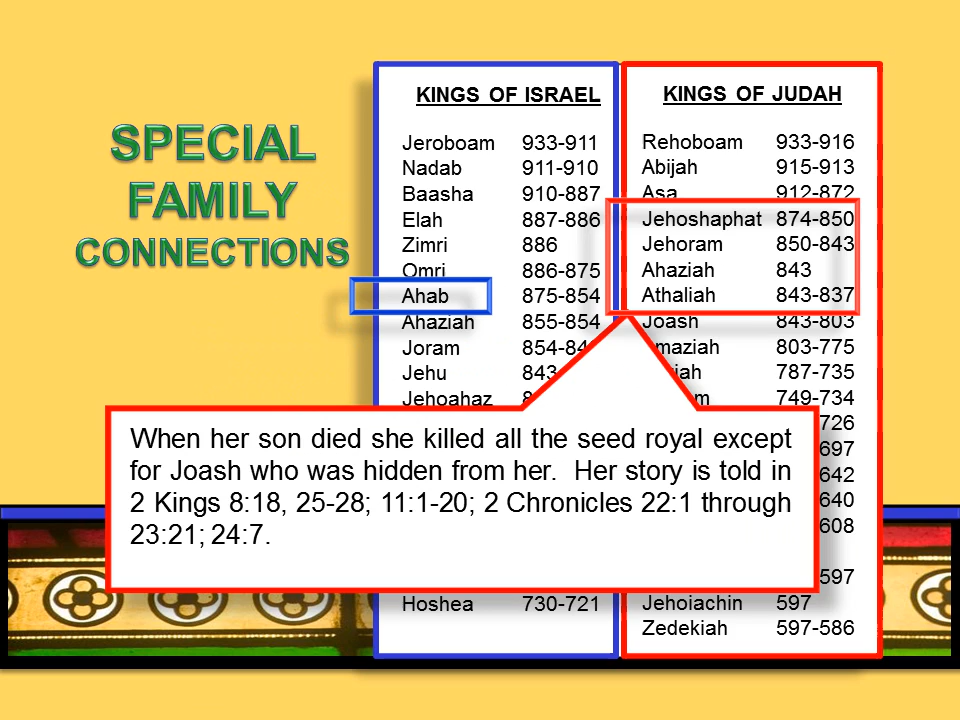 SPECIAL
FAMILY
CONNECTIONS
KINGS OF ISRAEL
Jeroboam 933-911
Nadab 911-910
Baasha 910-887
Elah 887-886
Zimri 886
Omri 886-875
Ahab 875-854
Ahaziah 855-854
Joram 854-84
Jehu 843
Jehoahaz
Hoshea 730-721
KINGS OF JUDAH
Rehoboam 933-916
Abijah 915-913
Asa 912-872
Jehoshaphat 874-850
Jehoram 850-843
Ahaziah 843
Athaliah 843-837
Joash 843-803
maziah 803-775
iah 787-735
m 749-734
726
697
642
640
608
597
Jehoiachin 597
Zedekiah 597-586
When her son died she killed all the seed royal except
for Joash who was hidden from her. Her story is told in
2 Kings 8:18, 25-28; 11:1-20; 2 Chronicles 22:1 through
23:21; 24:7.